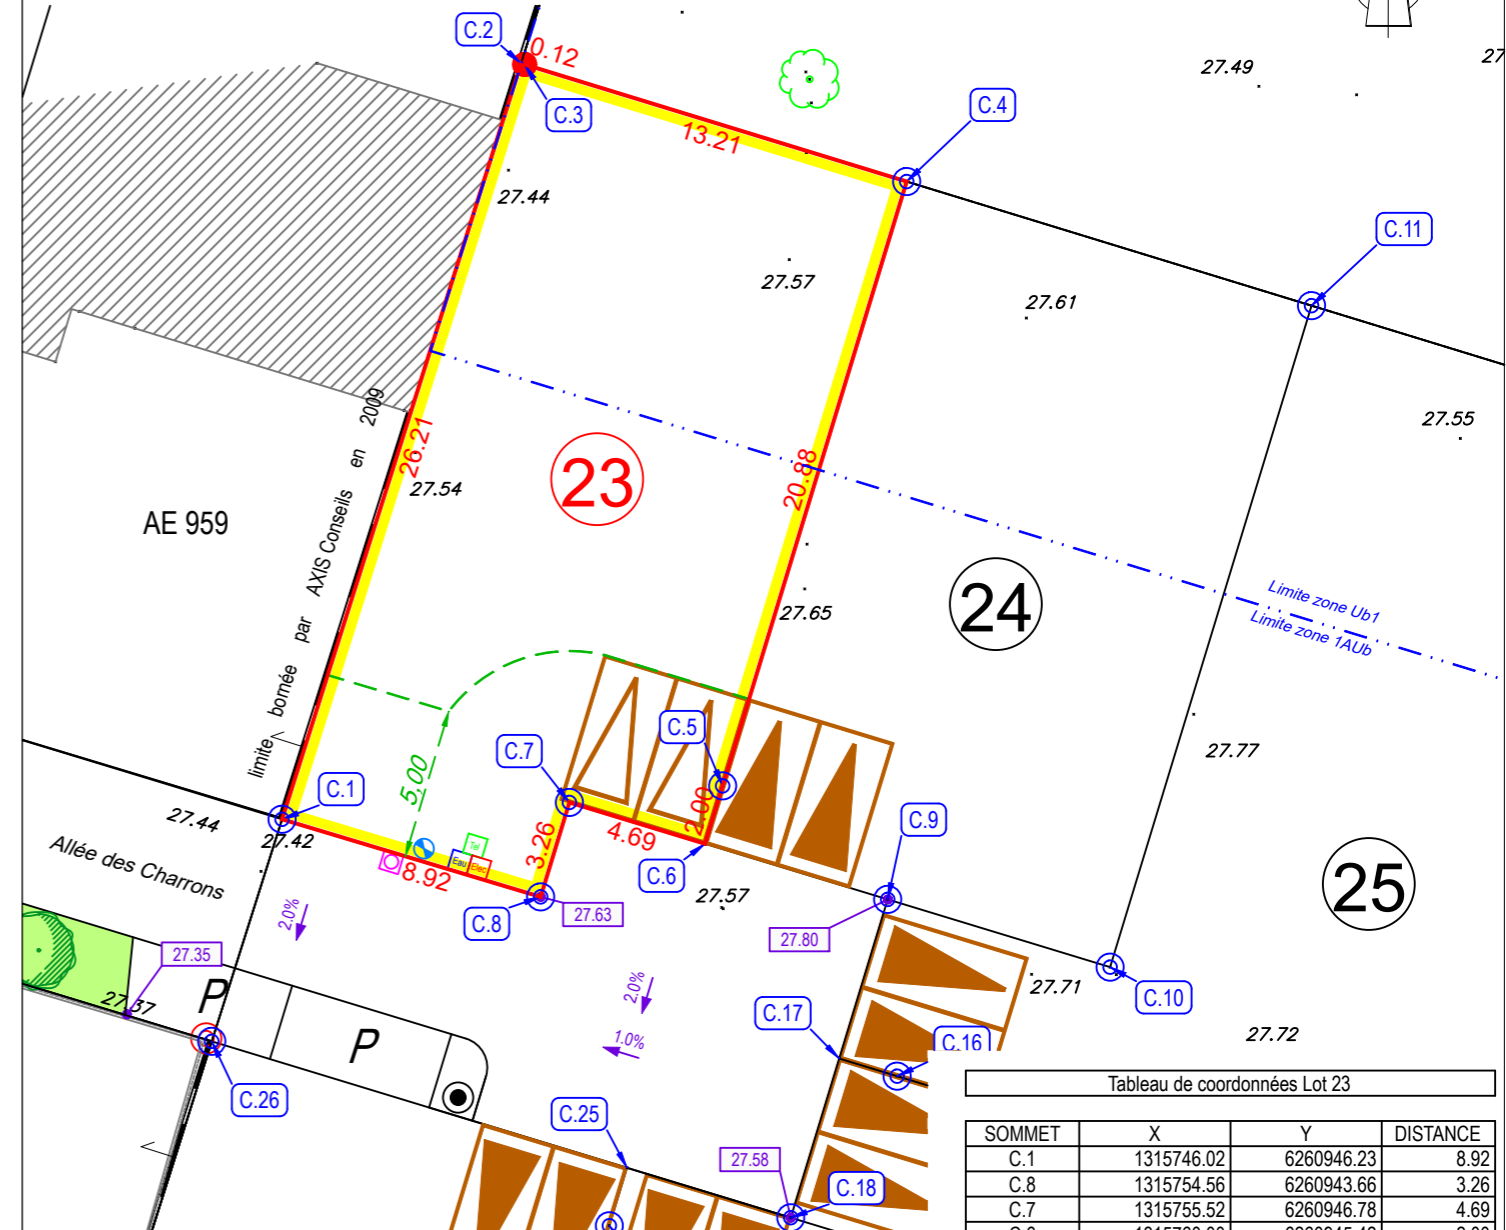 C.2
0.12
C.3
13.21
C.4
27.49
27
C.11
27.44
27.57
27.61
27.55
26.21
20.88
23
27.54
AE 959
limite bornée par AXIS Conseils en 2009
24
27.65
Limite zone Ub1
Limite zone 1AUb
C.5
C.7
5.00
2.00
27.77
C.1
27.44
27.42
Allée des Charrons
Tel
Eau
Elec
8.92
3.26
4.69
C.6
C.9
25
27.57
C.8
27.63
27.80
2.0%
27.35
27.37
P
P
2.0%
1.0%
27.71
C.10
C.17
C.16
27.72
C.26
C.25
27.58
C.18
Tableau de coordonnées Lot 23
SOMMET X Y DISTANCE
C.1 1315746.02 6260946.23 8.92
C.8 1315754.56 6260943.66 3.26
C.7 1315755.52 6260946.78 4.69